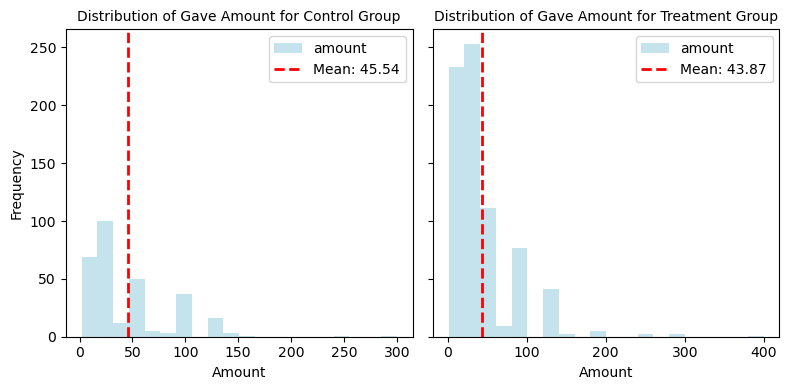 Distribution of Gave Amount for Control Group
amount
Mean: 45.54
Frequency
250
200
150
100
50
0
0 50 100 150 200 250 300
Amount
Distribution of Gave Amount for Treatment Group
amount
Mean: 43.87
0 100 200 300 400
Amount